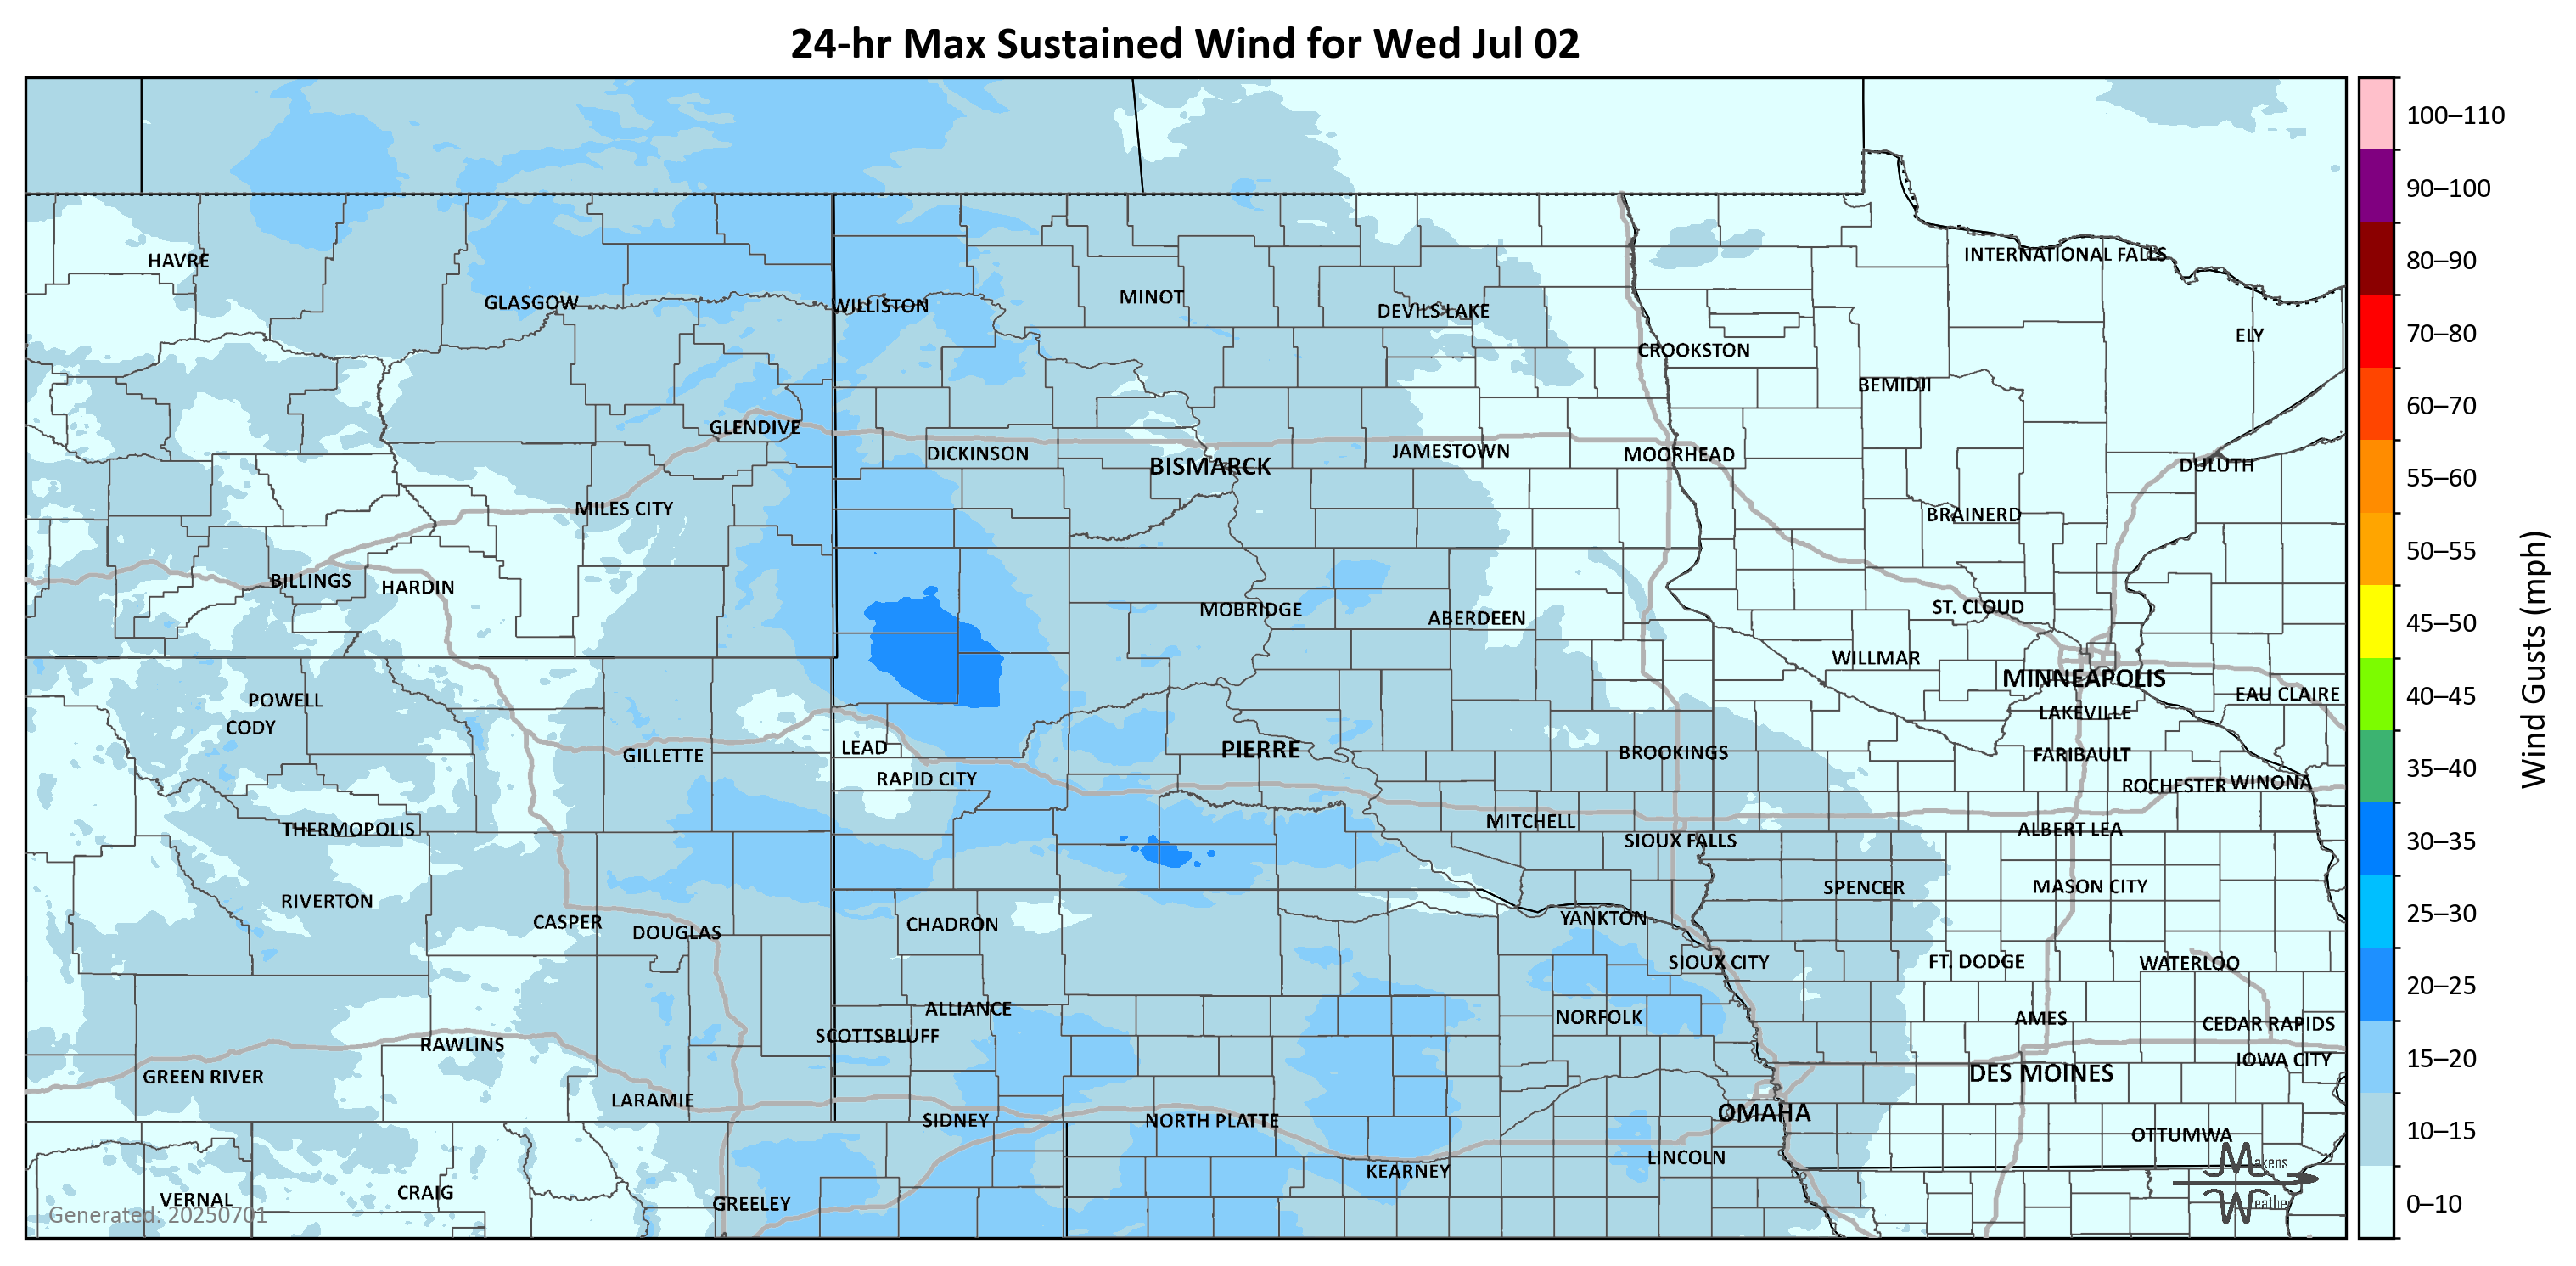 24-hr Max Sustained Wind for Wed Jul 02
100–110
90–100
80–90
70–80
60–70
55–60
50–55
45–50
40–45
35–40
30–35
25–30
20–25
15–20
10–15
0–10
Wind Gusts (mph)
HAVRE
INTERNATIONAL FALLS
GLASGOW
WILLISTON
MINOT
DEVILS LAKE
ELY
CROOKSTON
BEMIDJI
GLENDIVE
DICKINSON
BISMARCK
JAMESTOWN
MOORHEAD
DULUTH
MILES CITY
BRAINERD
BILLINGS
HARDIN
MOBRIDGE
ABERDEEN
ST. CLOUD
WILLMAR
MINNEAPOLIS
EAU CLAIRE
POWELL
CODY
LAKEVILLE
GILLETTE
LEAD
PIERRE
BROOKINGS
FARIBAULT
RAPID CITY
ROCHESTER
WINONA
THERMOPOLIS
MITCHELL
SIOUX FALLS
ALBERT LEA
RIVERTON
SPENCER
MASON CITY
CASPER
DOUGLAS
CHADRON
YANKTON
SIOUX CITY
FT. DODGE
WATERLOO
ALLIANCE
NORFOLK
AMES
CEDAR RAPIDS
SCOTTSBLUFF
RAWLINS
IOWA CITY
GREEN RIVER
DES MOINES
LARAMIE
SIDNEY
NORTH PLATTE
OMAHA
OTTUMWA
KEARNEY
LINCOLN
VERNAL
CRAIG
GREELEY
Generated: 20250701
Makens
Weather